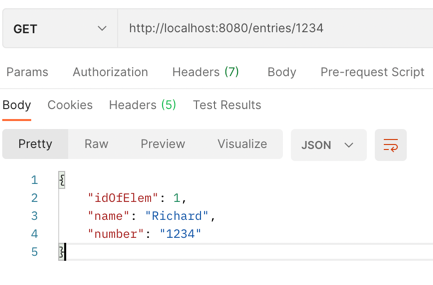 GET http://localhost:8080/entries/1234
Params Authorization Headers (7) Body Pre-request Script
Body Cookies Headers (5) Test Results
Pretty Raw Preview Visualize JSON
1 {
2 "idOfElem": 1,
3 "name": "Richard",
4 "number": "1234"
5 }